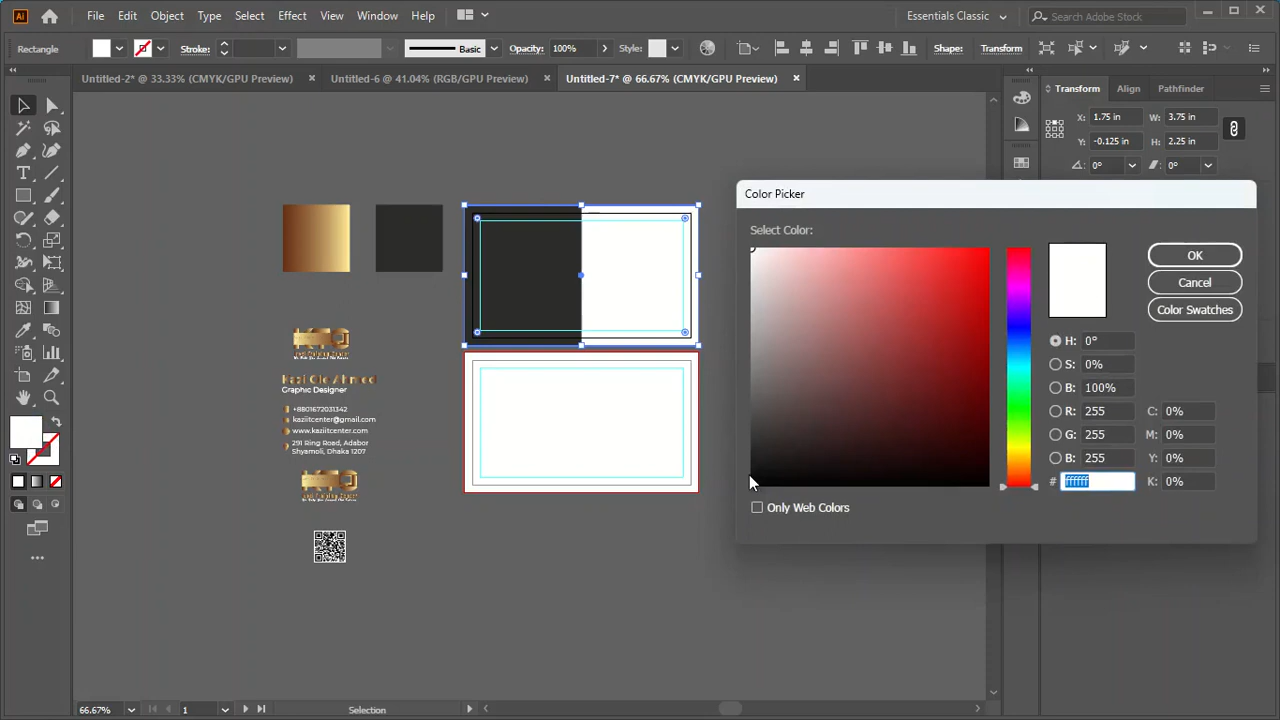 Ai File Edit Object Type Select Effect View Window Help Essentials Classic Search Adobe Stock
Rectangle Stroke: Basic Opacity: 100% Style: Shape: Transform
Untitled-2* @ 33.33% (CMYK/GPU Preview) × Untitled-6 @ 41.04% (RGB/GPU Preview) × Untitled-7* @ 66.67% (CMYK/GPU Preview) ×
Transform Align Pathfinder
X: 1.75 in W: 3.75 in
Y: -0.125 in H: 2.25 in
0° 0°
Color Picker
Select Color:
OK
Cancel
Color Swatches
H: 0°
S: 0%
B: 100%
R: 255 C: 0%
G: 255 M: 0%
B: 255 Y: 0%
# ffffff K: 0%
Only Web Colors
Graphic Designer
+8801672031342
kaziitcenter@gmail.com
www.kaziitcenter.com
291 Ring Road, Adabor
Shyamoli, Dhaka 1207
66.67% 1 Selection